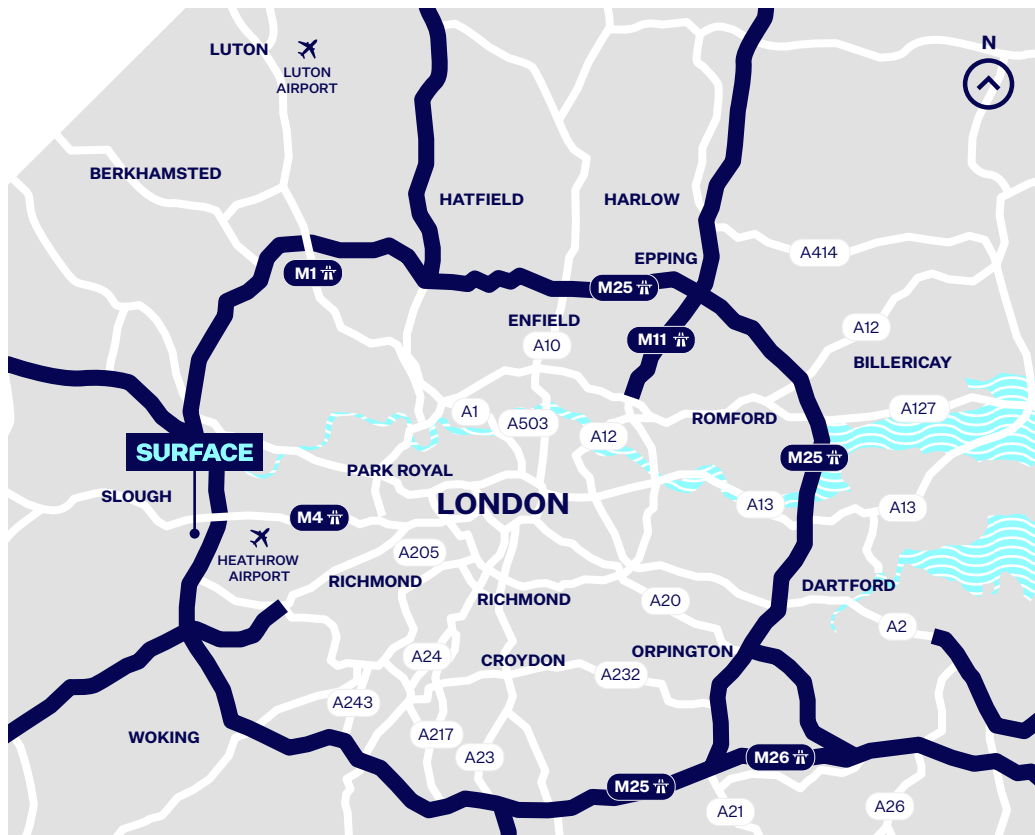 LUTON
LUTON
AIRPORT
N
BERKHAMSTED
HATFIELD
HARLOW
A414
EPPING
M1
M25
ENFIELD
A10
M11
A12
BILLERICAY
A1
A503
A12
ROMFORD
A127
SURFACE
PARK ROYAL
M25
SLOUGH
LONDON
M4
A13
A13
HEATHROW
AIRPORT
A205
RICHMOND
RICHMOND
A20
DARTFORD
A2
A24
CROYDON
ORPINGTON
A232
A243
WOKING
A217
A23
M26
M25
A21
A26